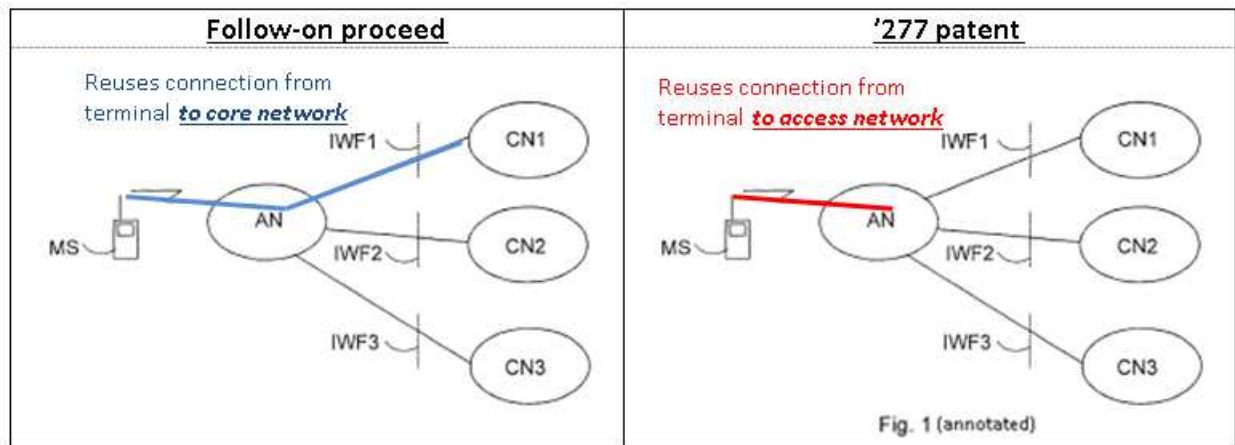 Follow-on proceed
Reuses connection from
terminal to core network
IWF1
CN1
AN
MS
IWF2
CN2
IWF3
CN3
'277 patent
Reuses connection from
terminal to access network
IWF1
CN1
AN
MS
IWF2
CN2
IWF3
CN3
Fig. 1 (annotated)